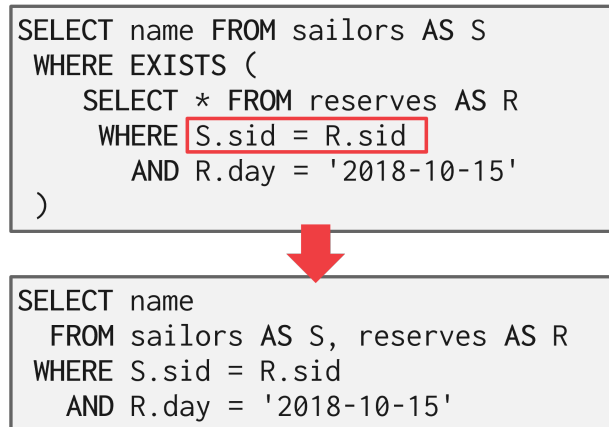 SELECT name FROM sailors AS S
WHERE EXISTS (
SELECT * FROM reserves AS R
WHERE S.sid = R.sid
AND R.day = '2018-10-15'
)
SELECT name
FROM sailors AS S, reserves AS R
WHERE S.sid = R.sid
AND R.day = '2018-10-15'